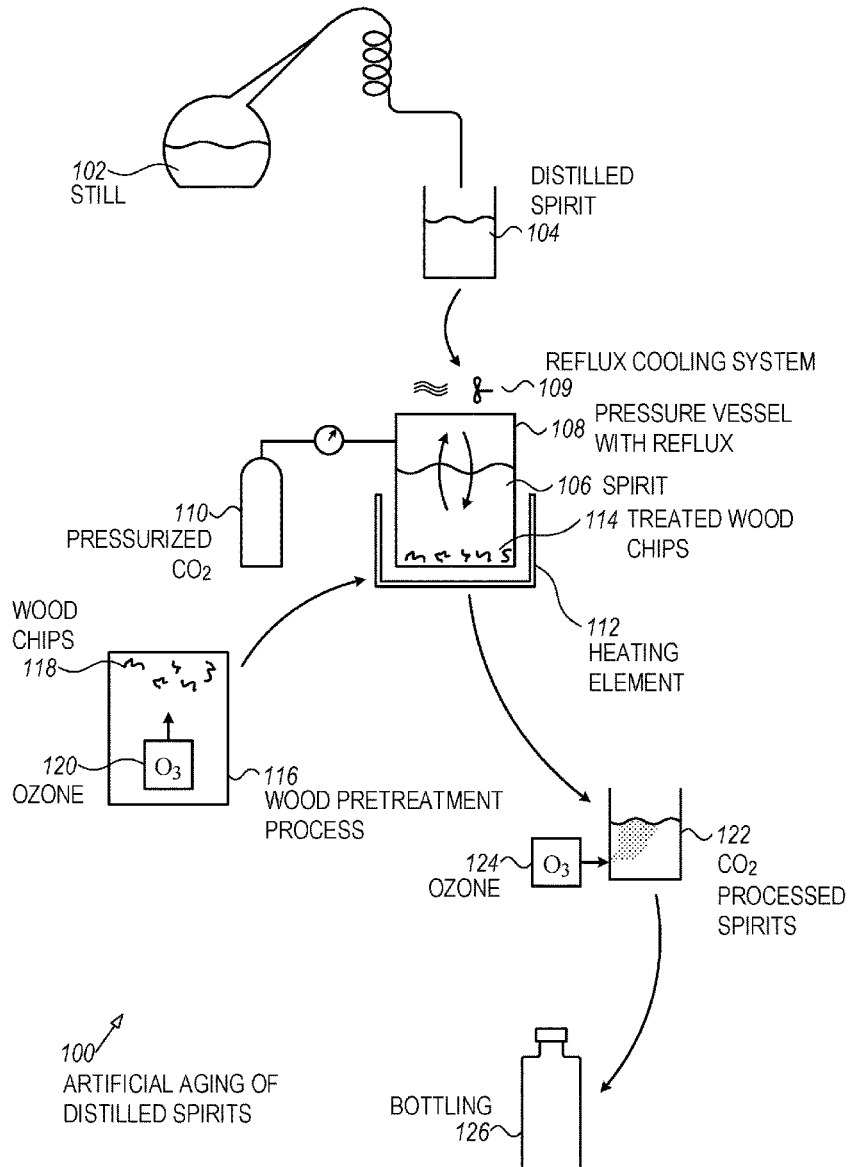 102
STILL
DISTILLED
SPIRIT
104
REFLUX COOLING SYSTEM
109
108 PRESSURE VESSEL
WITH REFLUX
106 SPIRIT
110
PRESSURIZED
CO₂
114 TREATED WOOD
CHIPS
112
HEATING
ELEMENT
WOOD
CHIPS
118
120
OZONE
O₃
116
WOOD PRETREATMENT
PROCESS
124
OZONE
O₃
122
CO₂
PROCESSED
SPIRITS
100
ARTIFICIAL AGING OF
DISTILLED SPIRITS
BOTTLING
126